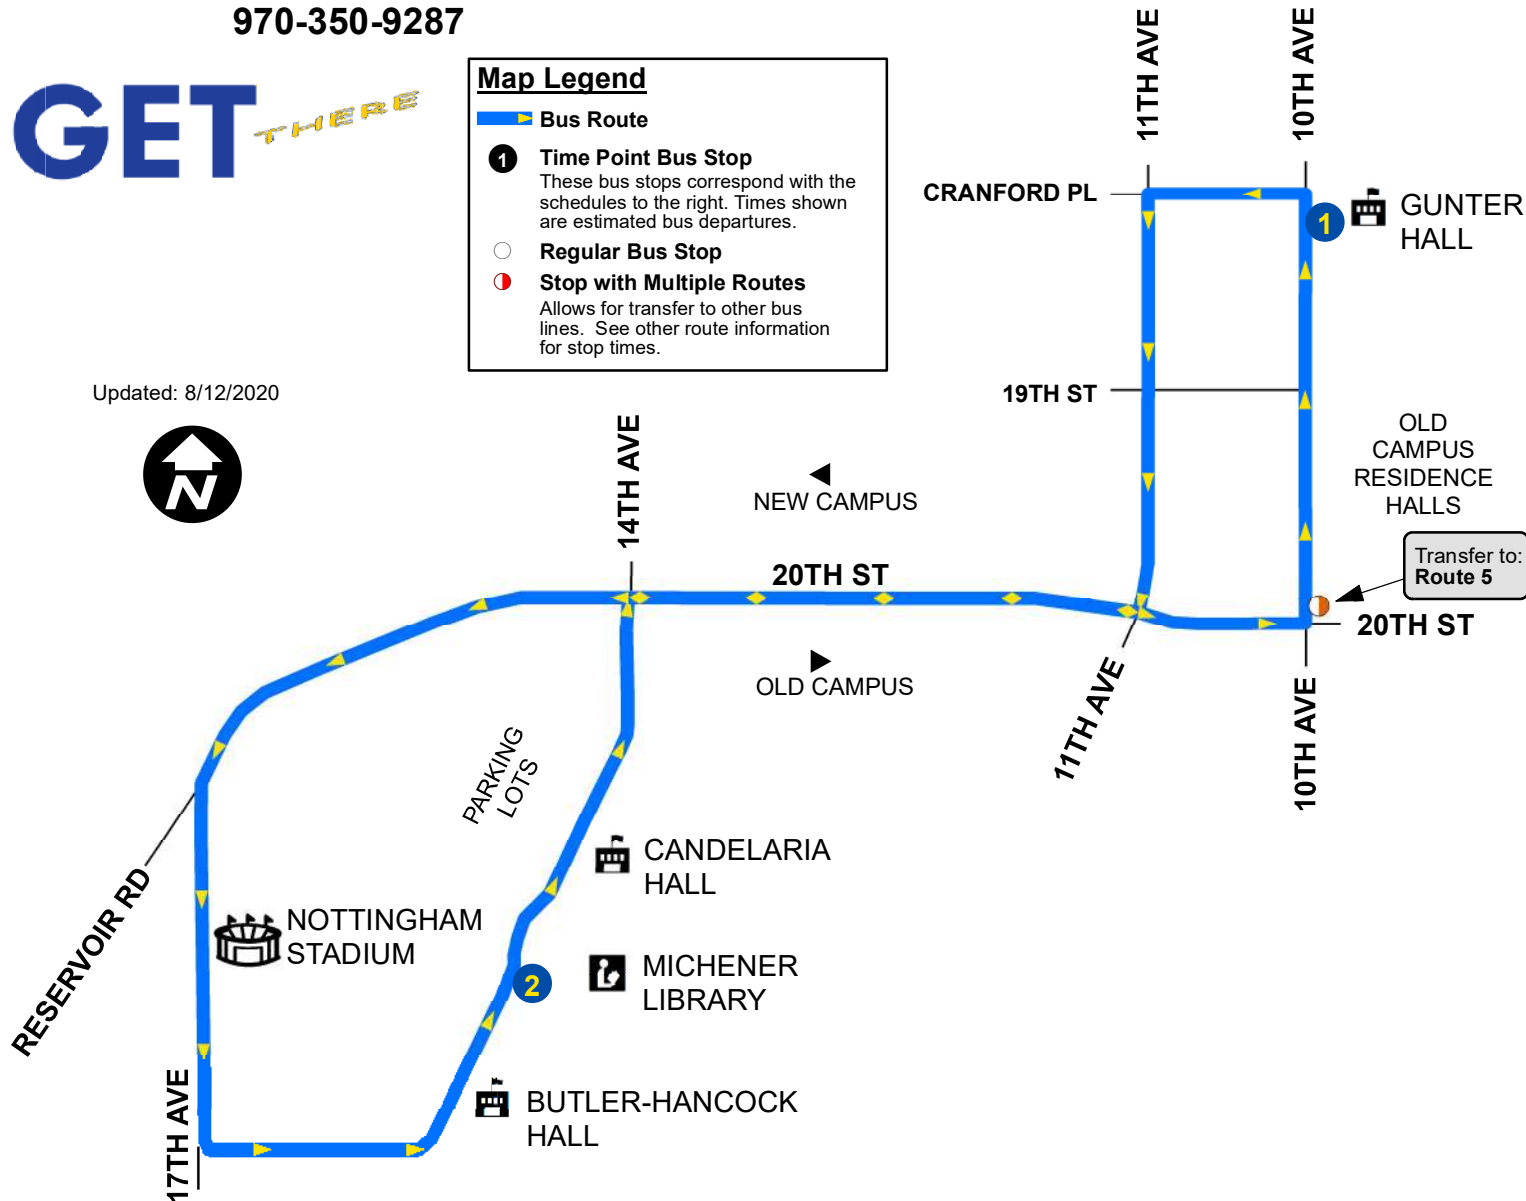 970-350-9287
GET
THERE
Map Legend
Bus Route
1
Time Point Bus Stop
These bus stops correspond with the
schedules to the right. Times shown
are estimated bus departures.
Regular Bus Stop
Stop with Multiple Routes
Allows for transfer to other bus
lines. See other route information
for stop times.
11TH AVE
10TH AVE
CRANFORD PL
1
GUNTER
HALL
Updated: 8/12/2020
N
19TH ST
OLD
CAMPUS
RESIDENCE
HALLS
14TH AVE
NEW CAMPUS
Transfer to:
Route 5
20TH ST
20TH ST
OLD CAMPUS
11TH AVE
10TH AVE
PARKING
LOTS
CANDELARIA
HALL
RESERVOIR RD
NOTTINGHAM
STADIUM
2
MICHENER
LIBRARY
BUTLER-HANCOCK
HALL
17TH AVE